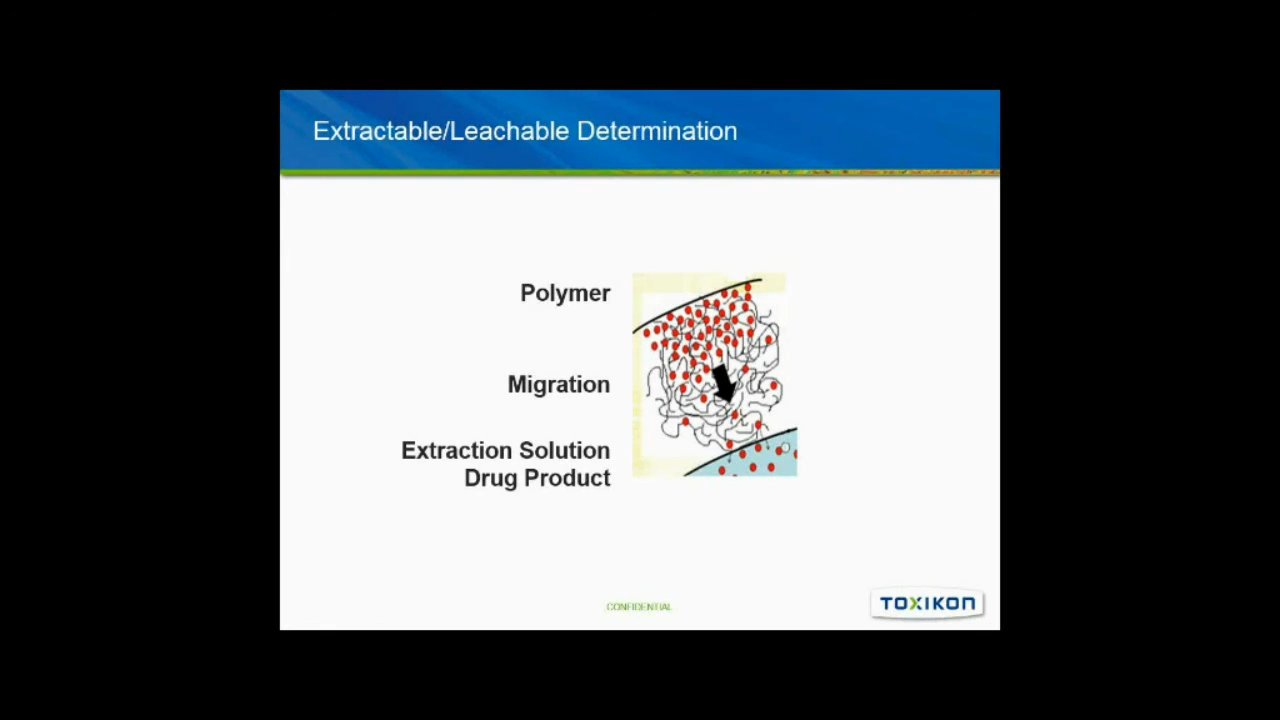 Extractable/Leachable Determination
Polymer
Migration
Extraction Solution
Drug Product
CONFIDENTIAL
TOXIKON